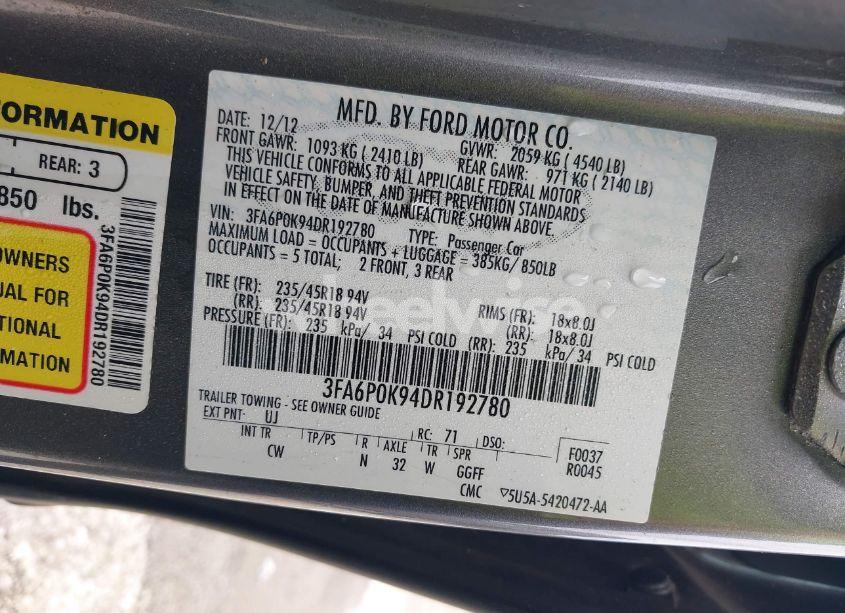 FORMATION
REAR: 3
850 lbs.
OWNERS
UAL FOR
TIONAL
RMATION
3FA6P0K94DR192780
MFD. BY FORD MOTOR CO.
DATE: 12/12 GVWR: 2059 KG ( 4540 LB)
FRONT GAWR: 1093 KG ( 2410 LB) REAR GAWR: 971 KG ( 2140 LB)
THIS VEHICLE CONFORMS TO ALL APPLICABLE FEDERAL MOTOR
VEHICLE SAFETY, BUMPER, AND THEFT PREVENTION STANDARDS
IN EFFECT ON THE DATE OF MANUFACTURE SHOWN ABOVE.
VIN: 3FA6P0K94DR192780 TYPE: Passenger Car
MAXIMUM LOAD = OCCUPANTS + LUGGAGE = 385KG/ 850LB
OCCUPANTS = 5 TOTAL; 2 FRONT, 3 REAR
TIRE (FR): 235/45R18 94V RIMS (FR): 18x8.0J
(RR): 235/45R18 94V (RR): 18x8.0J
PRESSURE (FR): 235 kPa/ 34 PSI COLD (RR): 235 kPa/ 34 PSI COLD
3FA6P0K94DR192780
TRAILER TOWING - SEE OWNER GUIDE
EXT PNT: UJ RC: 71 DSO: F0037
INT TR TP/PS R AXLE TR SPR R0045
CW N 32 W GGFF
CMC ▽5U5A-5420472-AA